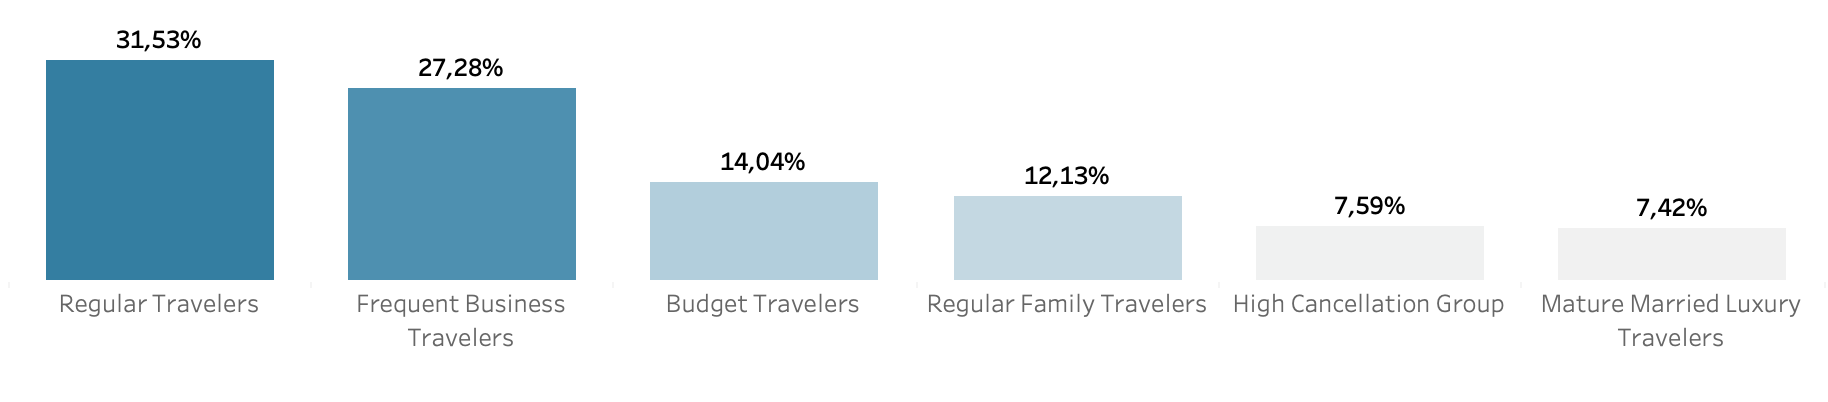 31,53%
27,28%
14,04%
12,13%
7,59%
7,42%
Regular Travelers
Frequent Business
Travelers
Budget Travelers
Regular Family Travelers
High Cancellation Group
Mature Married Luxury
Travelers